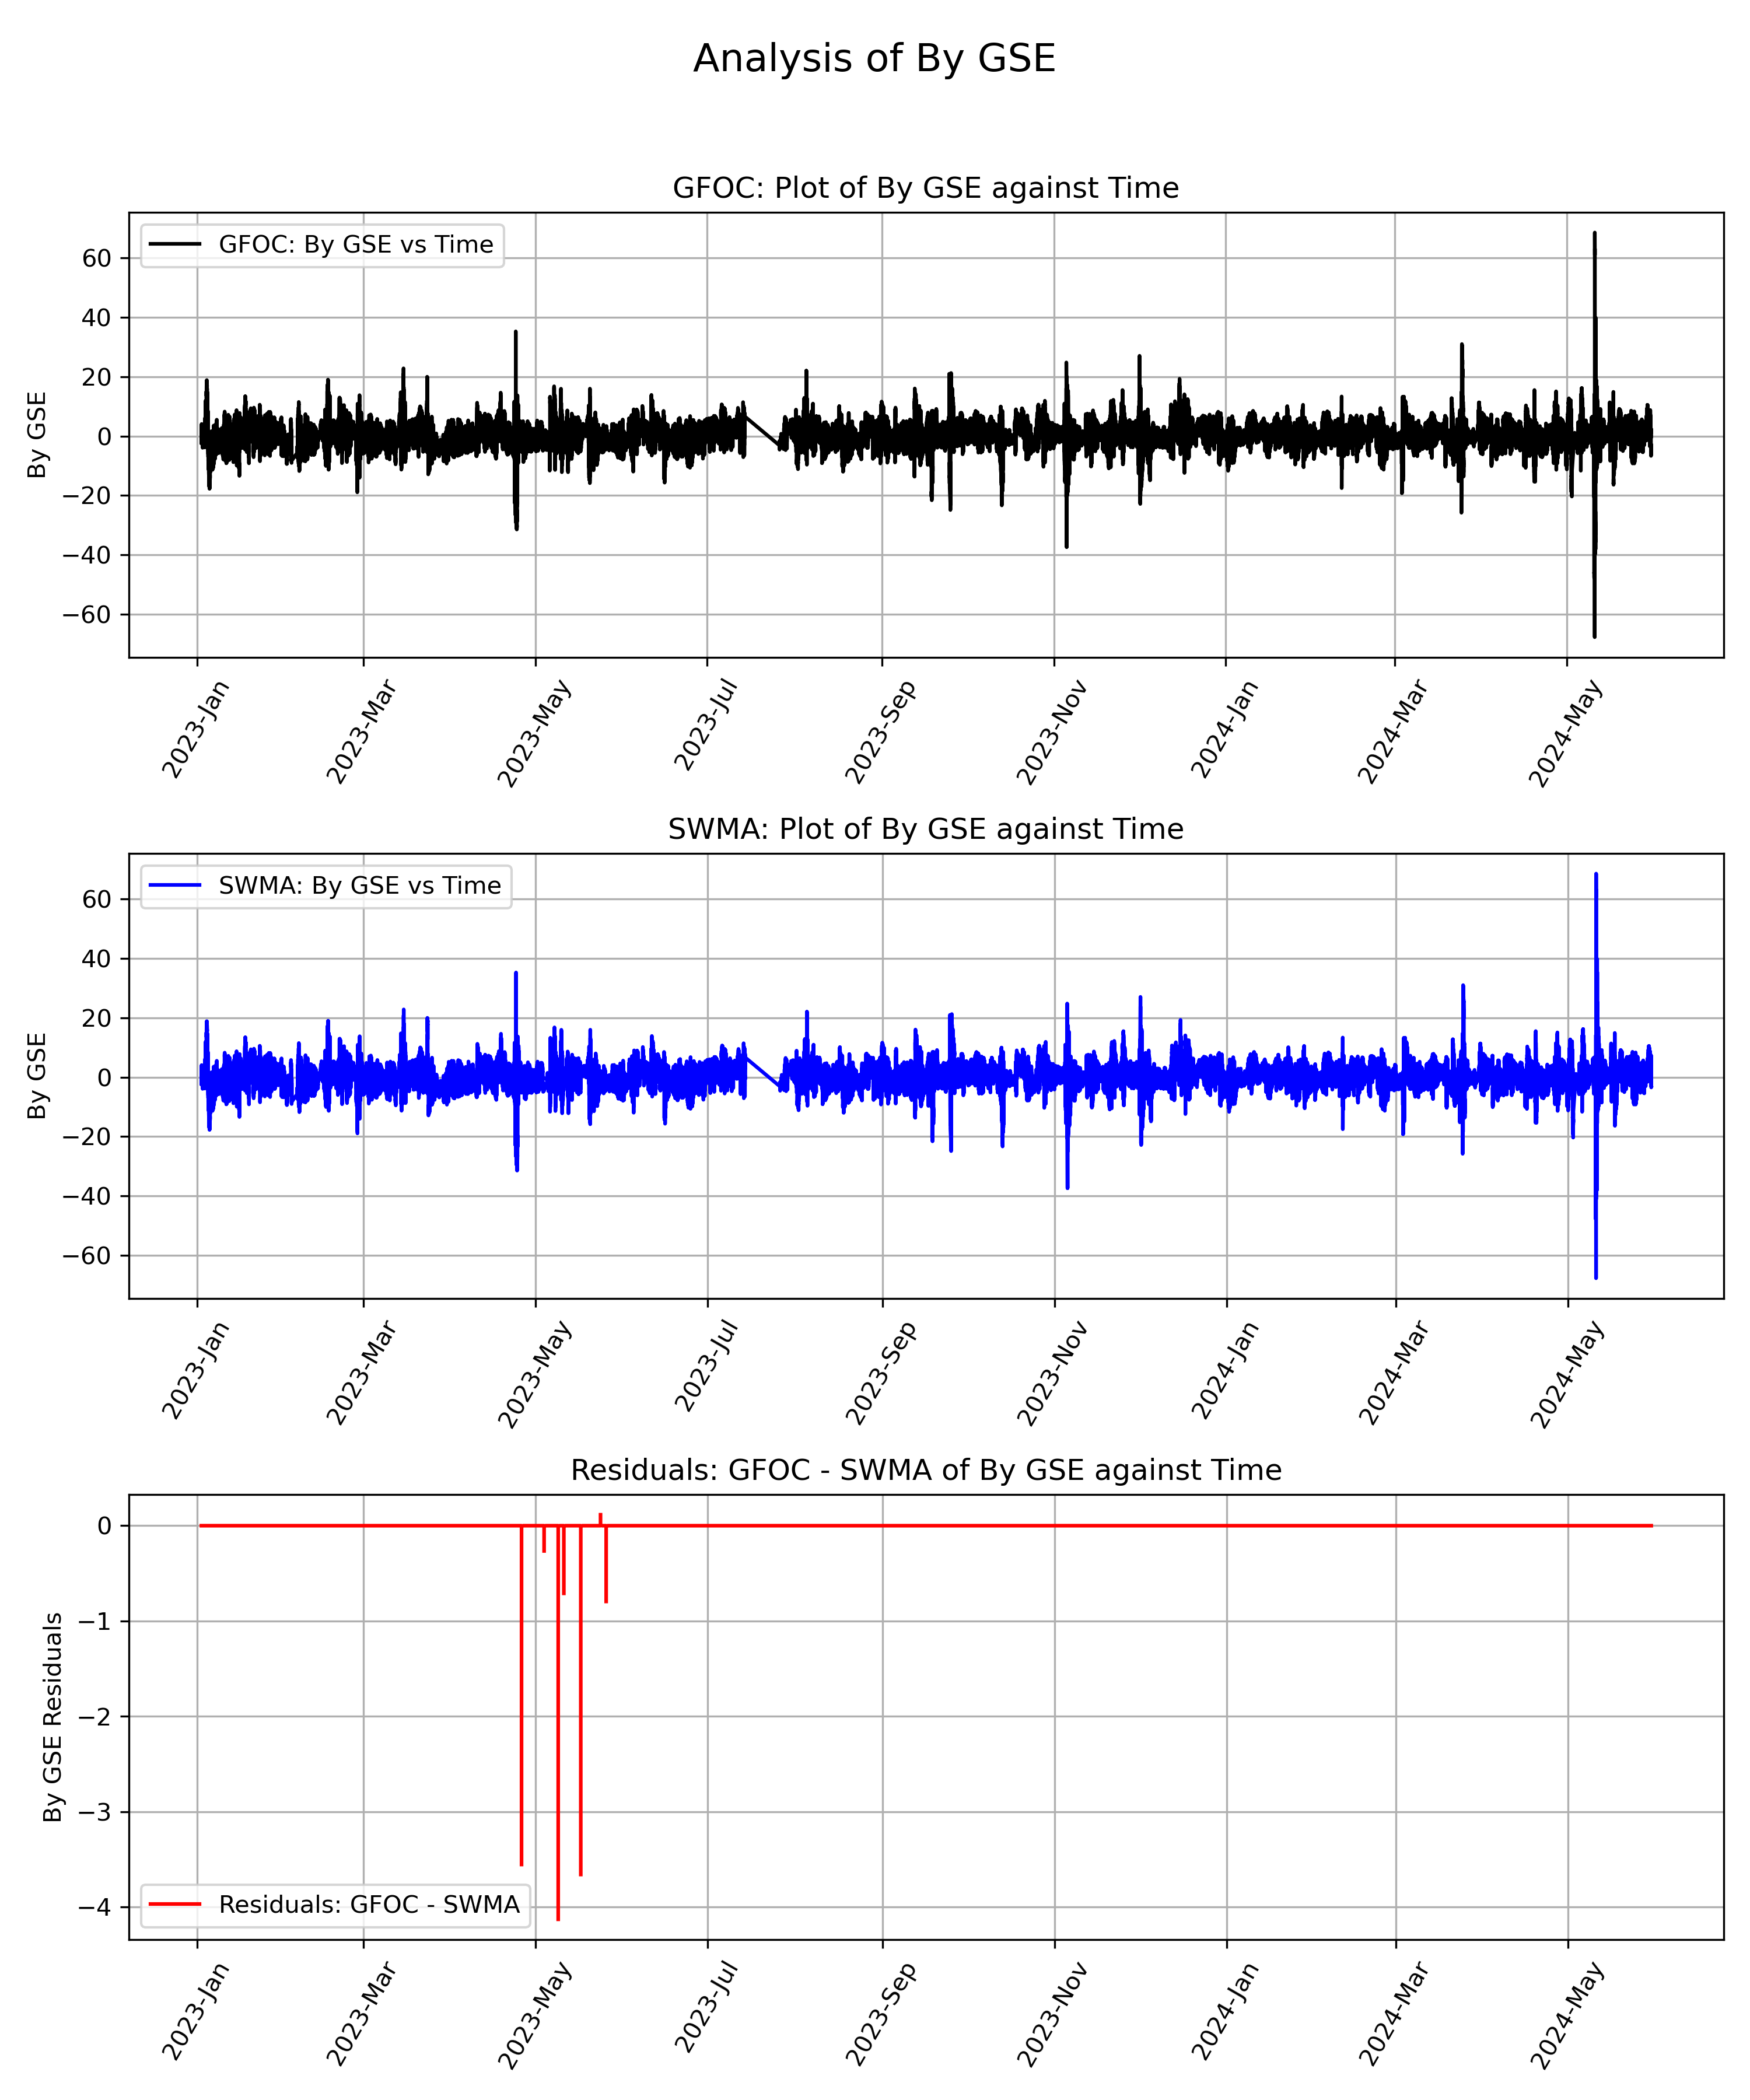 Analysis of By GSE
GFOC: Plot of By GSE against Time
GFOC: By GSE vs Time
By GSE
60
40
20
0
−20
−40
−60
2023-Jan
2023-Mar
2023-May
2023-Jul
2023-Sep
2023-Nov
2024-Jan
2024-Mar
2024-May
SWMA: Plot of By GSE against Time
SWMA: By GSE vs Time
By GSE
60
40
20
0
−20
−40
−60
2023-Jan
2023-Mar
2023-May
2023-Jul
2023-Sep
2023-Nov
2024-Jan
2024-Mar
2024-May
Residuals: GFOC - SWMA of By GSE against Time
By GSE Residuals
0
−1
−2
−3
−4
Residuals: GFOC - SWMA
2023-Jan
2023-Mar
2023-May
2023-Jul
2023-Sep
2023-Nov
2024-Jan
2024-Mar
2024-May